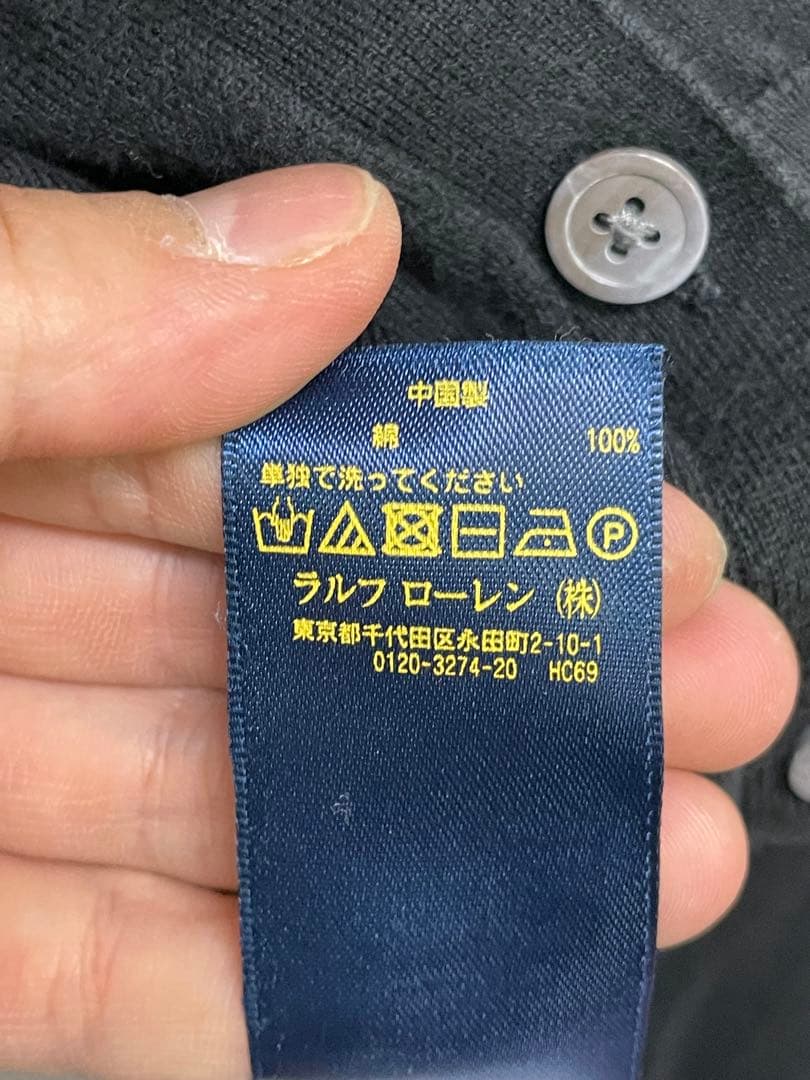 中国製
100%
単独で洗ってください
P
ラルフ ローレン (株)
東京都千代田区永田町2-10-1
0120-3274-20 HC69